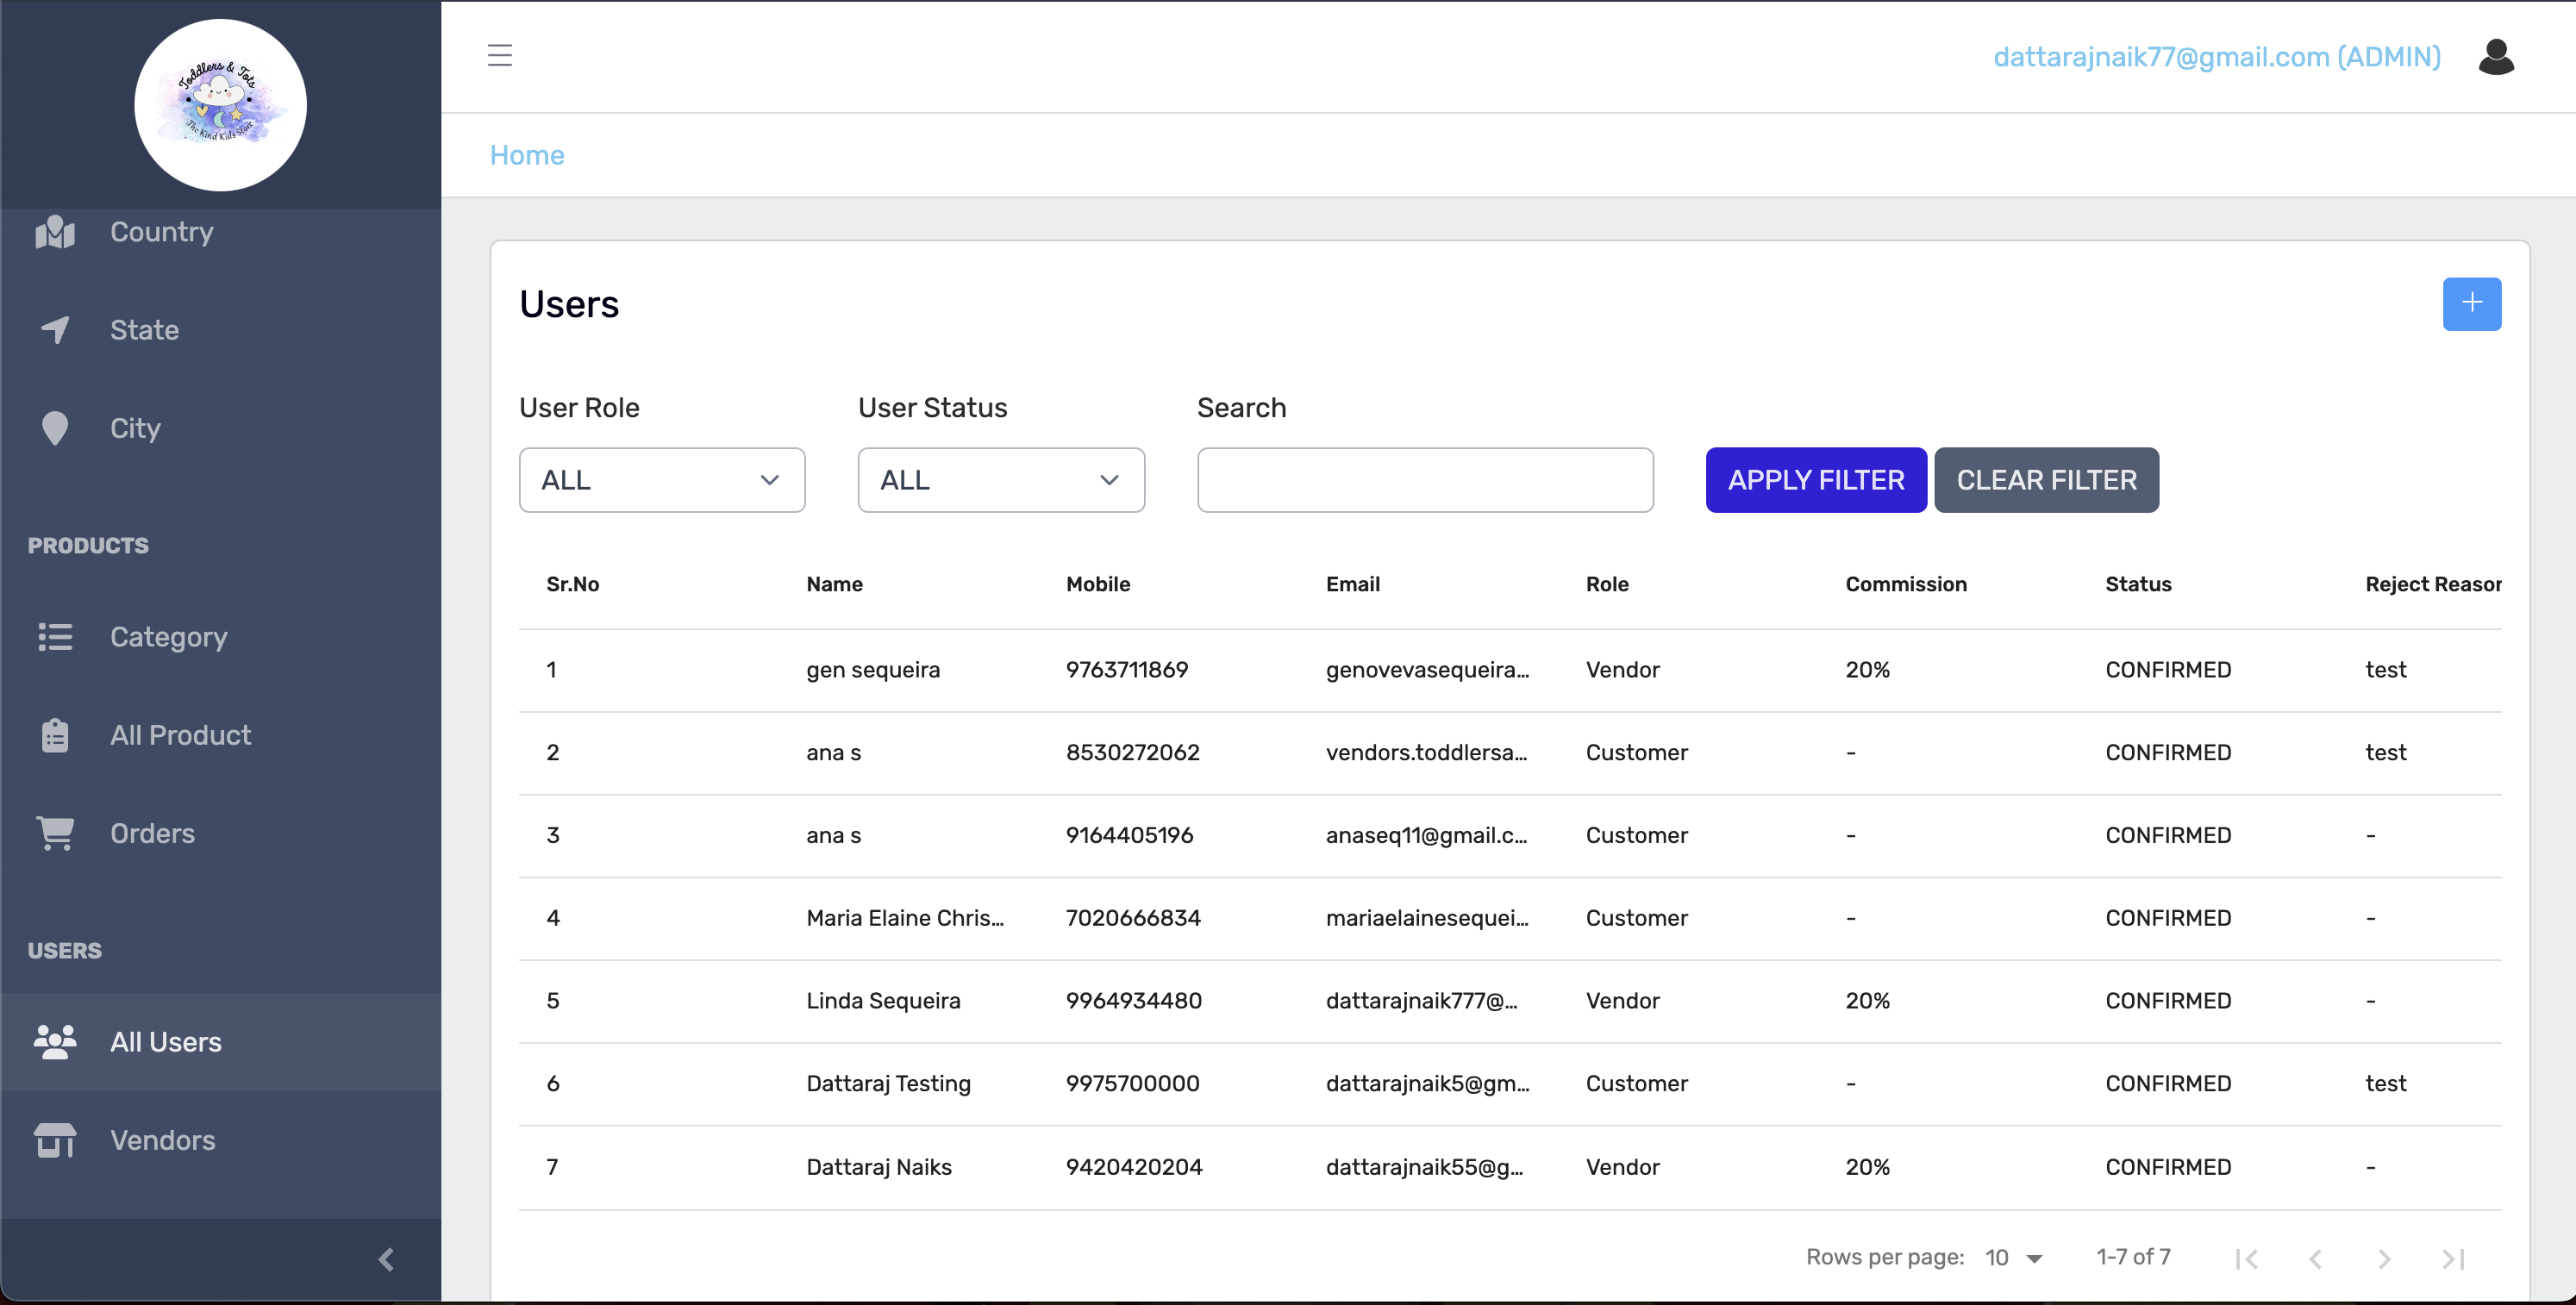 Toddlers & Tots
The Kind Kids Store
dattarajnaik77@gmail.com (ADMIN)
Home
Country
State
City
PRODUCTS
Category
All Product
Orders
USERS
All Users
Vendors
Users
+
User Role User Status Search
ALL ALL APPLY FILTER CLEAR FILTER
Sr.No Name Mobile Email Role Commission Status Reject Reason
1 gen sequeira 9763711869 genovevasequeira... Vendor 20% CONFIRMED test
2 ana s 8530272062 vendors.toddlersa... Customer - CONFIRMED test
3 ana s 9164405196 anaseq11@gmail.c... Customer - CONFIRMED -
4 Maria Elaine Chris... 7020666834 mariaelainesequei... Customer - CONFIRMED -
5 Linda Sequeira 9964934480 dattarajnaik777@... Vendor 20% CONFIRMED -
6 Dattaraj Testing 9975700000 dattarajnaik5@gm... Customer - CONFIRMED test
7 Dattaraj Naiks 9420420204 dattarajnaik55@g... Vendor 20% CONFIRMED -
Rows per page: 10 1-7 of 7